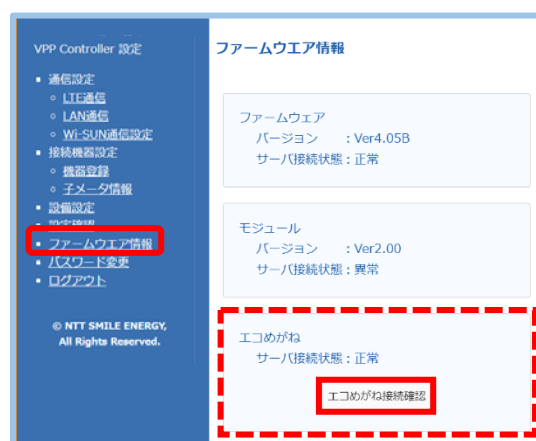 VPP Controller 設定
通信設定
LTE通信
LAN通信
Wi-SUN通信設定
接続機器設定
機器登録
子メータ情報
設備設定
設定確認
ファームウエア情報
パスワード変更
ログアウト
© NTT SMILE ENERGY,
All Rights Reserved.
ファームウエア情報
ファームウェア
バージョン : Ver4.05B
サーバ接続状態 : 正常
モジュール
バージョン : Ver2.00
サーバ接続状態 : 異常
エコめがね
サーバ接続状態 : 正常
エコめがね接続確認